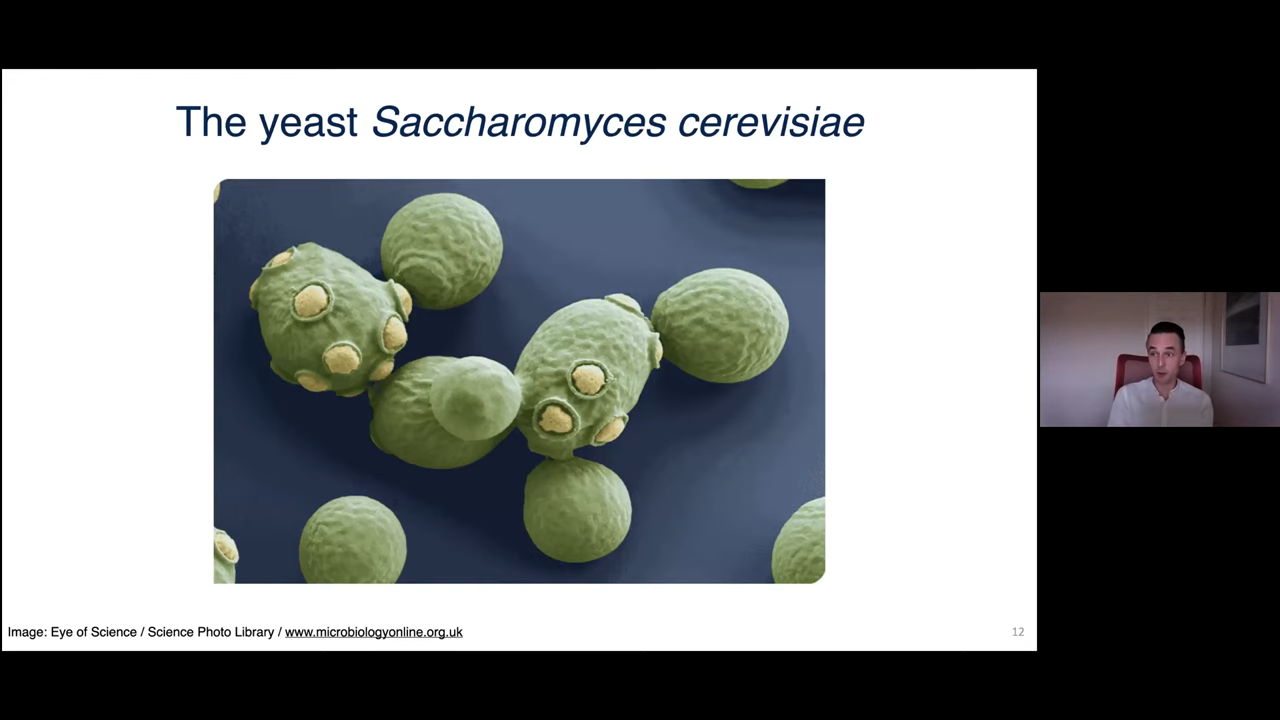 The yeast Saccharomyces cerevisiae
Image: Eye of Science / Science Photo Library / www.microbiologyonline.org.uk
12